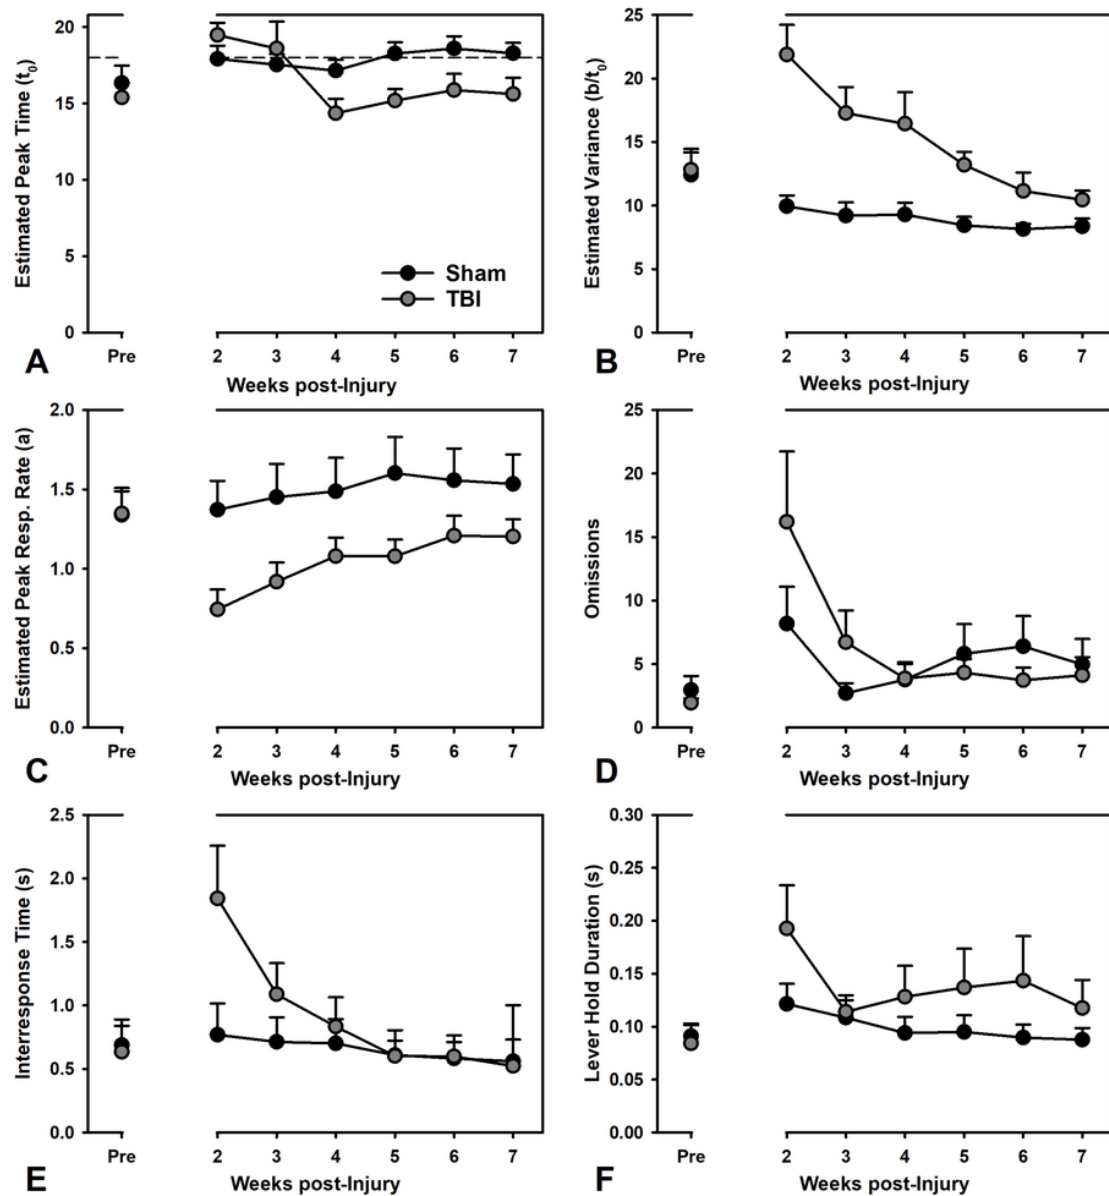 Estimated Peak Time (t0)
20
15
10
5
0
Pre
2 3 4 5 6 7
Weeks post-Injury
Sham
TBI
A
Estimated Variance (b/t0)
25
20
15
10
5
0
Pre
2 3 4 5 6 7
Weeks post-Injury
B
Estimated Peak Resp. Rate (a)
2.0
1.5
1.0
0.5
0.0
Pre
2 3 4 5 6 7
Weeks post-Injury
C
Omissions
25
20
15
10
5
0
Pre
2 3 4 5 6 7
Weeks post-Injury
D
Interresponse Time (s)
2.5
2.0
1.5
1.0
0.5
0.0
Pre
2 3 4 5 6 7
Weeks post-Injury
E
Lever Hold Duration (s)
0.30
0.25
0.20
0.15
0.10
0.05
0.00
Pre
2 3 4 5 6 7
Weeks post-Injury
F